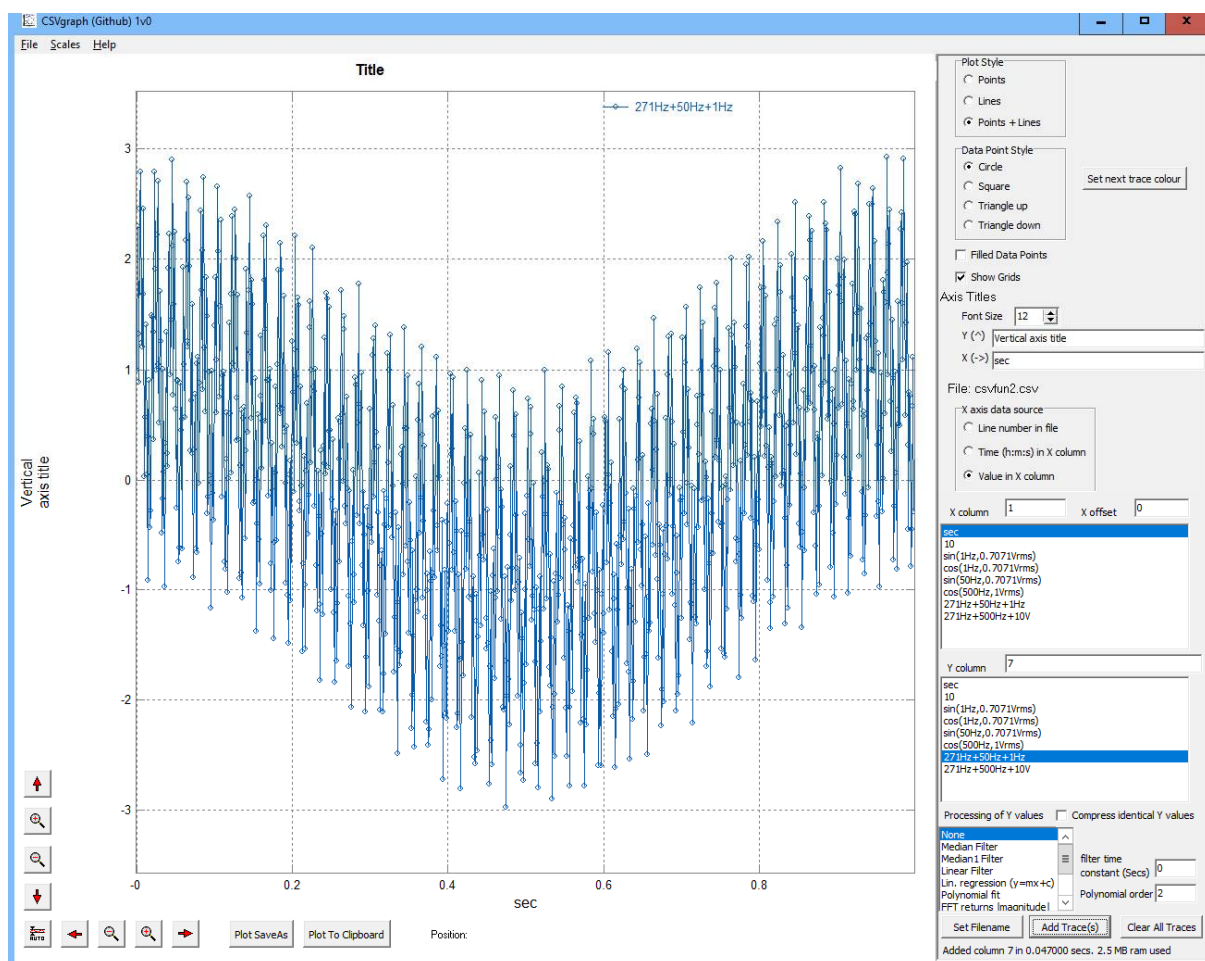 CSVgraph (Github) 1v0
File Scales Help
Title
271Hz+50Hz+1Hz
3
2
1
0
-1
-2
-3
Vertical
axis title
-0 0.2 0.4 0.6 0.8
sec
AUTO
Plot SaveAs Plot To Clipboard Position:
Plot Style
Points
Lines
Points + Lines
Data Point Style
Circle
Square
Triangle up
Triangle down
Set next trace colour
Filled Data Points
Show Grids
Axis Titles
Font Size 12
Y (^) Vertical axis title
X (->) sec
File: csvfun2.csv
X axis data source
Line number in file
Time (h:m:s) in X column
Value in X column
X column 1 X offset 0
sec
10
sin(1Hz,0.7071Vrms)
cos(1Hz,0.7071Vrms)
sin(50Hz,0.7071Vrms)
cos(500Hz,1Vrms)
271Hz+50Hz+1Hz
271Hz+500Hz+10V
Y column 7
sec
10
sin(1Hz,0.7071Vrms)
cos(1Hz,0.7071Vrms)
sin(50Hz,0.7071Vrms)
cos(500Hz,1Vrms)
271Hz+50Hz+1Hz
271Hz+500Hz+10V
Processing of Y values Compress identical Y values
None
Median Filter
Median1 Filter
Linear Filter
Lin. regression (y=mx+c)
Polynomial fit
FFT returns |magnitude|
filter time
constant (Secs) 0
Polynomial order 2
Set Filename Add Trace(s) Clear All Traces
Added column 7 in 0.047000 secs. 2.5 MB ram used